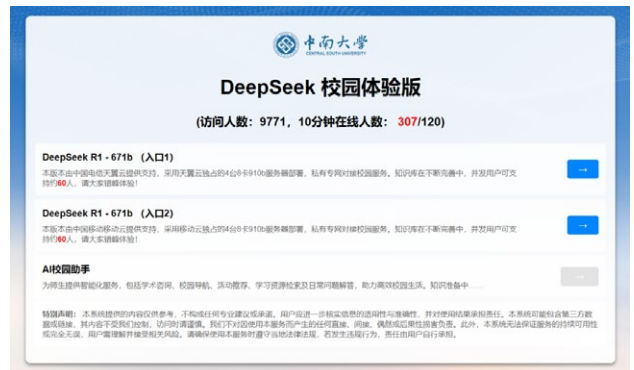 中南大学
CENTRAL SOUTH UNIVERSITY
DeepSeek 校园体验版
(访问人数：9771，10分钟在线人数： 307/120)
DeepSeek R1 - 671b （入口1）
本版本由中国电信天翼云提供支持，采用天翼云独占的4台8卡910b服务器部署，私有专网对接校园服务。知识库在不断完善中，并发用户可支
持约60人，请大家错峰体验！
→
DeepSeek R1 - 671b （入口2）
本版本由中国移动移动云提供支持，采用移动云独占的4台8卡910b服务器部署，私有专网对接校园服务。知识库在不断完善中，并发用户可支
持约60人，请大家错峰体验！
→
AI校园助手
为师生提供智能化服务，包括学术咨询、校园导航、活动推荐、学习资源检索及日常问题解答，助力高效校园生活。知识准备中......
→
特别声明： 本系统提供的内容仅供参考，不构成任何专业建议或承诺。用户应进一步核实信息的适用性与准确性，并对使用结果承担责任。本系统可能包含第三方数
据或链接，其内容不受我们控制，访问时请谨慎。我们不对因使用本服务而产生的任何直接、间接、偶然或后果性损害负责。此外，本系统无法保证服务的持续可用性
或完全无误，用户需理解并接受相关风险。请确保使用本服务时遵守当地法律法规，若发生违规行为，责任由用户自行承担。